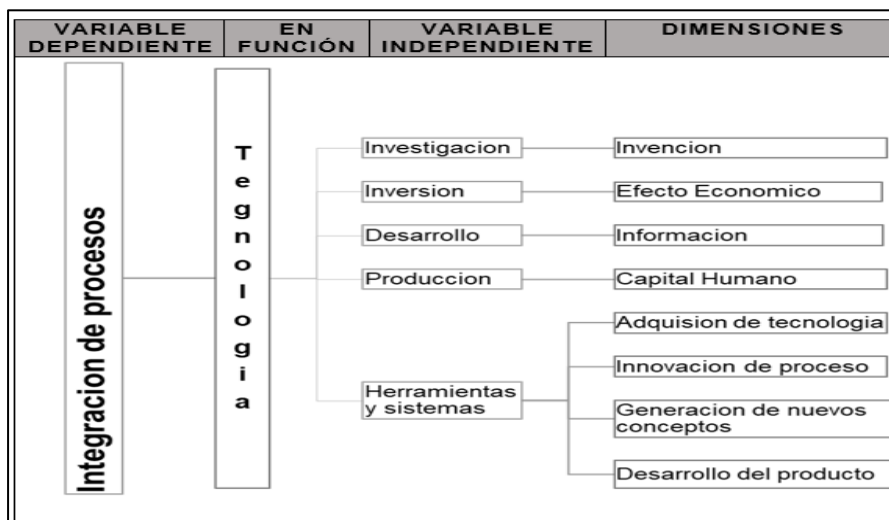 VARIABLE DEPENDIENTE
EN FUNCIÓN
VARIABLE INDEPENDIENTE
DIMENSIONES
Integracion de procesos
Tegnologia
Investigacion
Invencion
Inversion
Efecto Economico
Desarrollo
Informacion
Produccion
Capital Humano
Herramientas
y sistemas
Adquision de tecnologia
Innovacion de proceso
Generacion de nuevos
conceptos
Desarrollo del producto